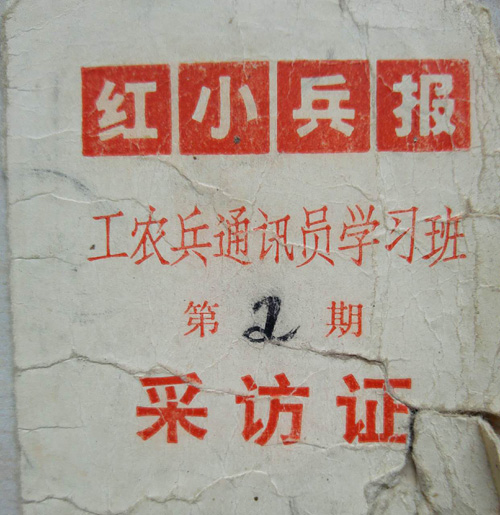 红小兵报
工农兵通讯员学习班
第2期
采访证